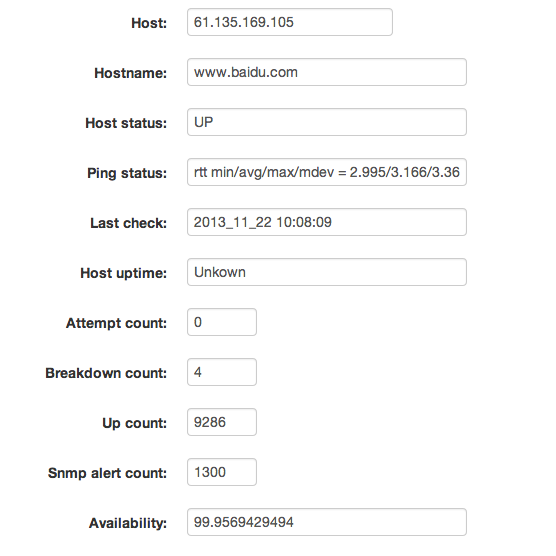 Host: 61.135.169.105
Hostname: www.baidu.com
Host status: UP
Ping status: rtt min/avg/max/mdev = 2.995/3.166/3.36
Last check: 2013_11_22 10:08:09
Host uptime: Unkown
Attempt count: 0
Breakdown count: 4
Up count: 9286
Snmp alert count: 1300
Availability: 99.9569429494